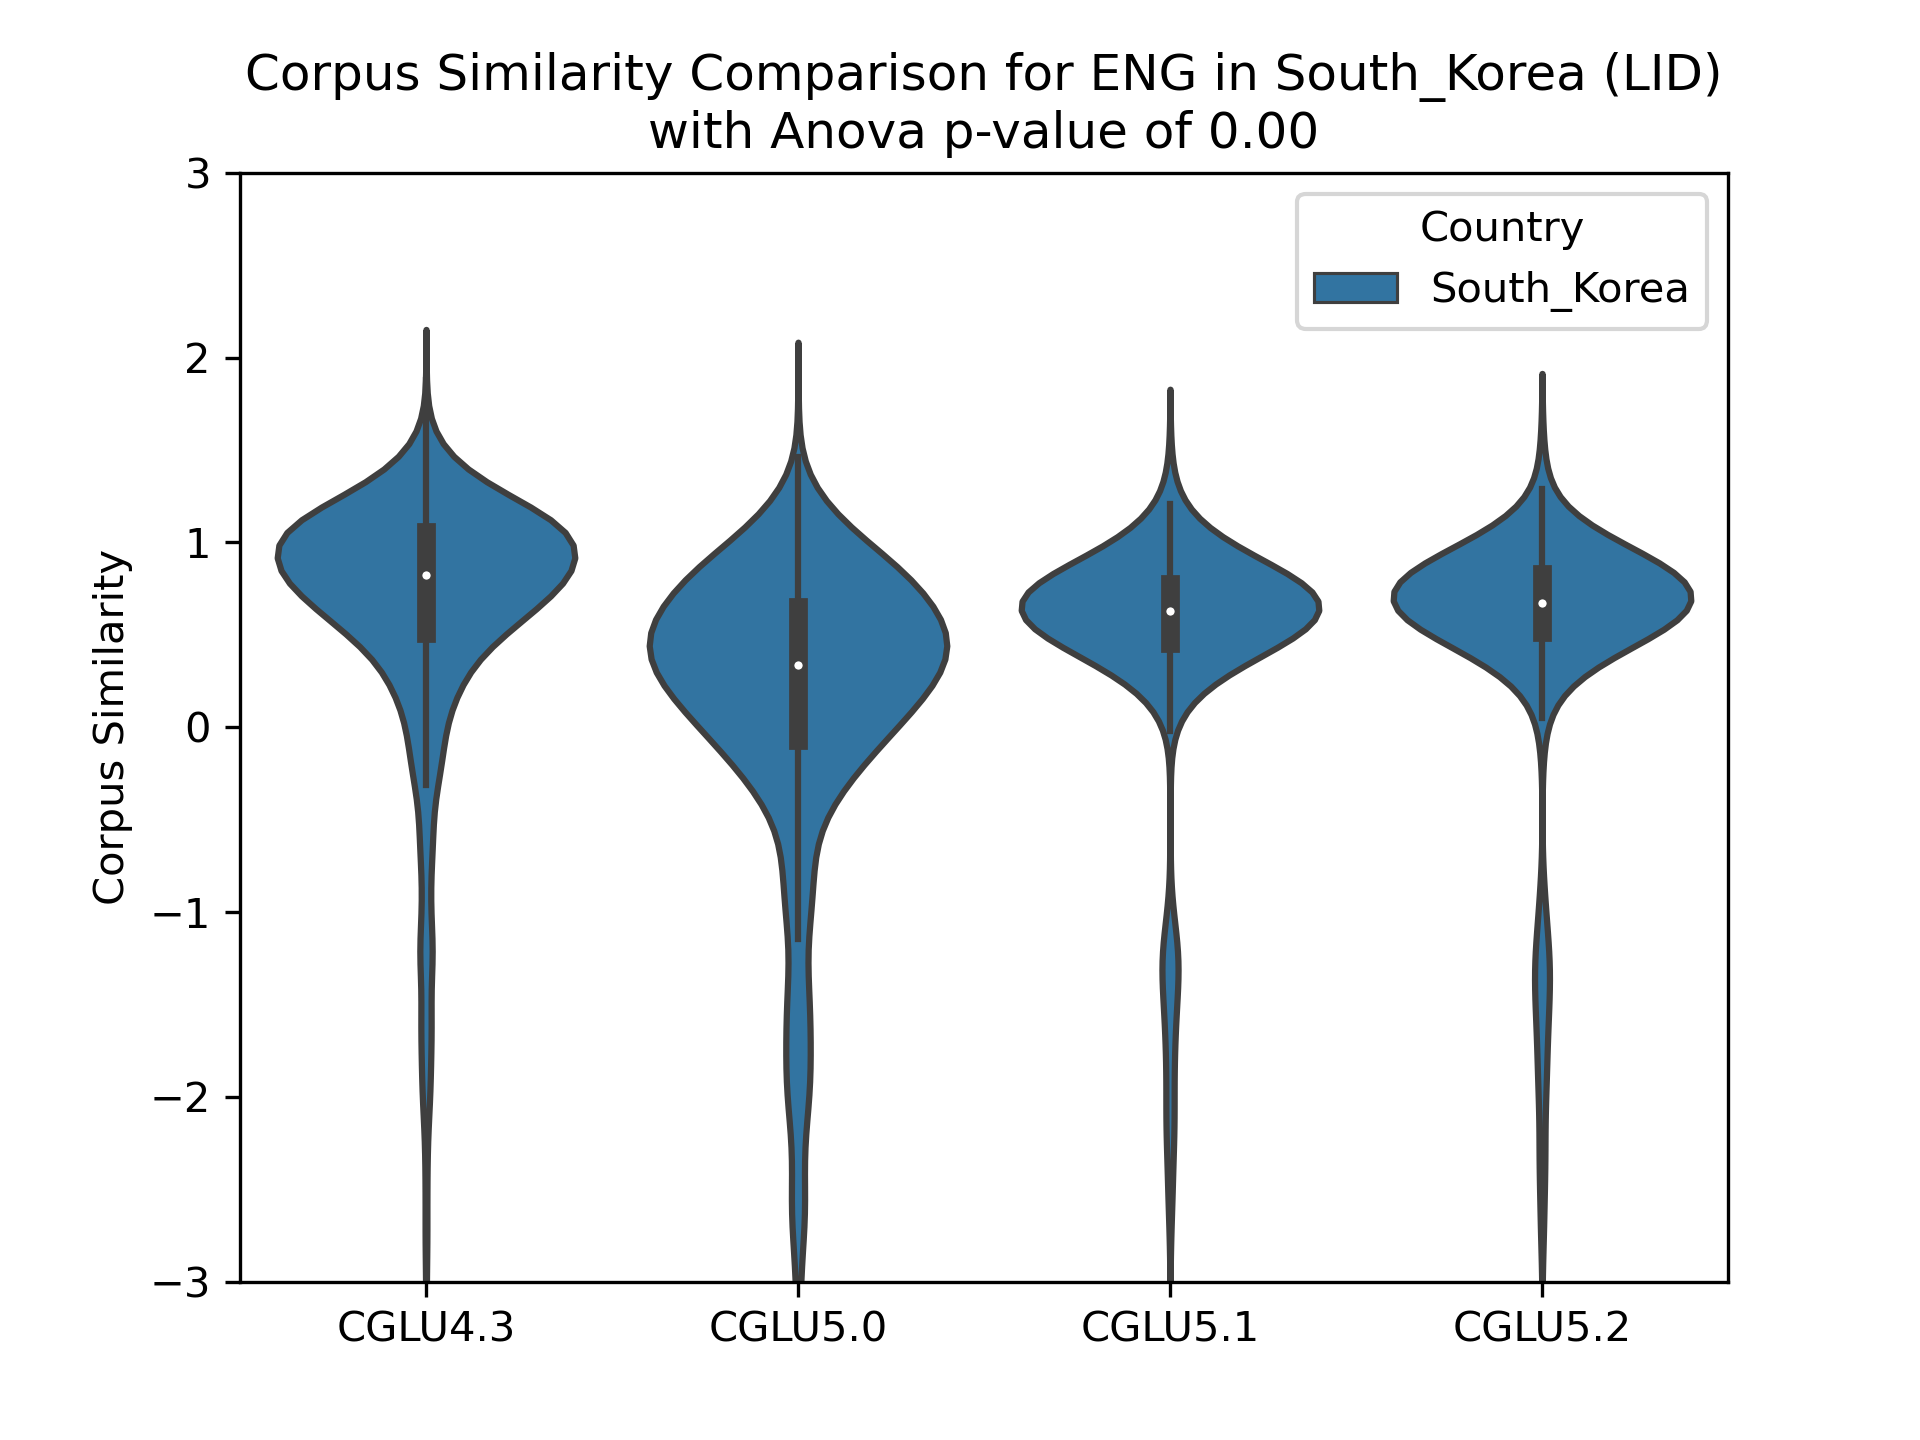 Corpus Similarity Comparison for ENG in South_Korea (LID)
with Anova p-value of 0.00
Country
South_Korea
Corpus Similarity
3
2
1
0
−1
−2
−3
CGLU4.3
CGLU5.0
CGLU5.1
CGLU5.2